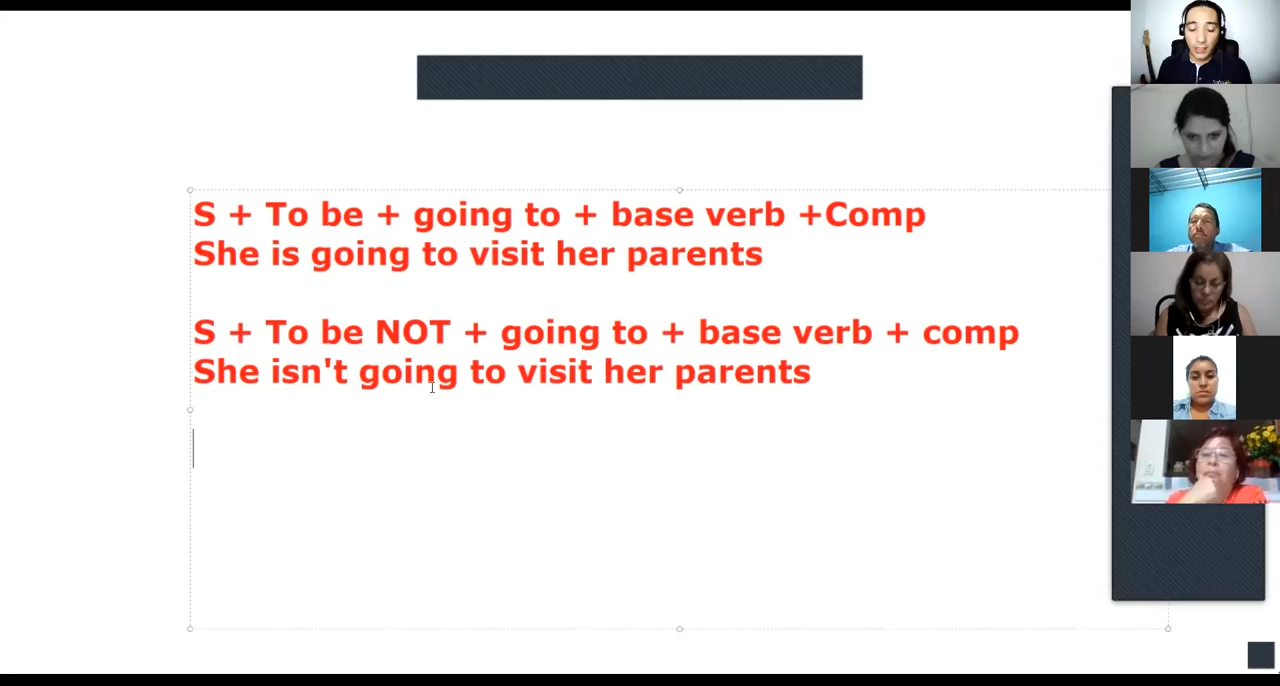 S + To be + going to + base verb +Comp
She is going to visit her parents
S + To be NOT + going to + base verb + comp
She isn't going to visit her parents